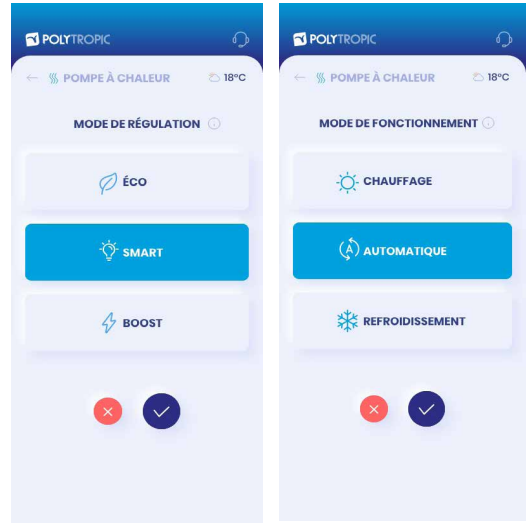 POLYTROPIC
POMPE À CHALEUR 18°C
MODE DE RÉGULATION
ÉCO
SMART
BOOST
POLYTROPIC
POMPE À CHALEUR 18°C
MODE DE FONCTIONNEMENT
CHAUFFAGE
A AUTOMATIQUE
REFROIDISSEMENT